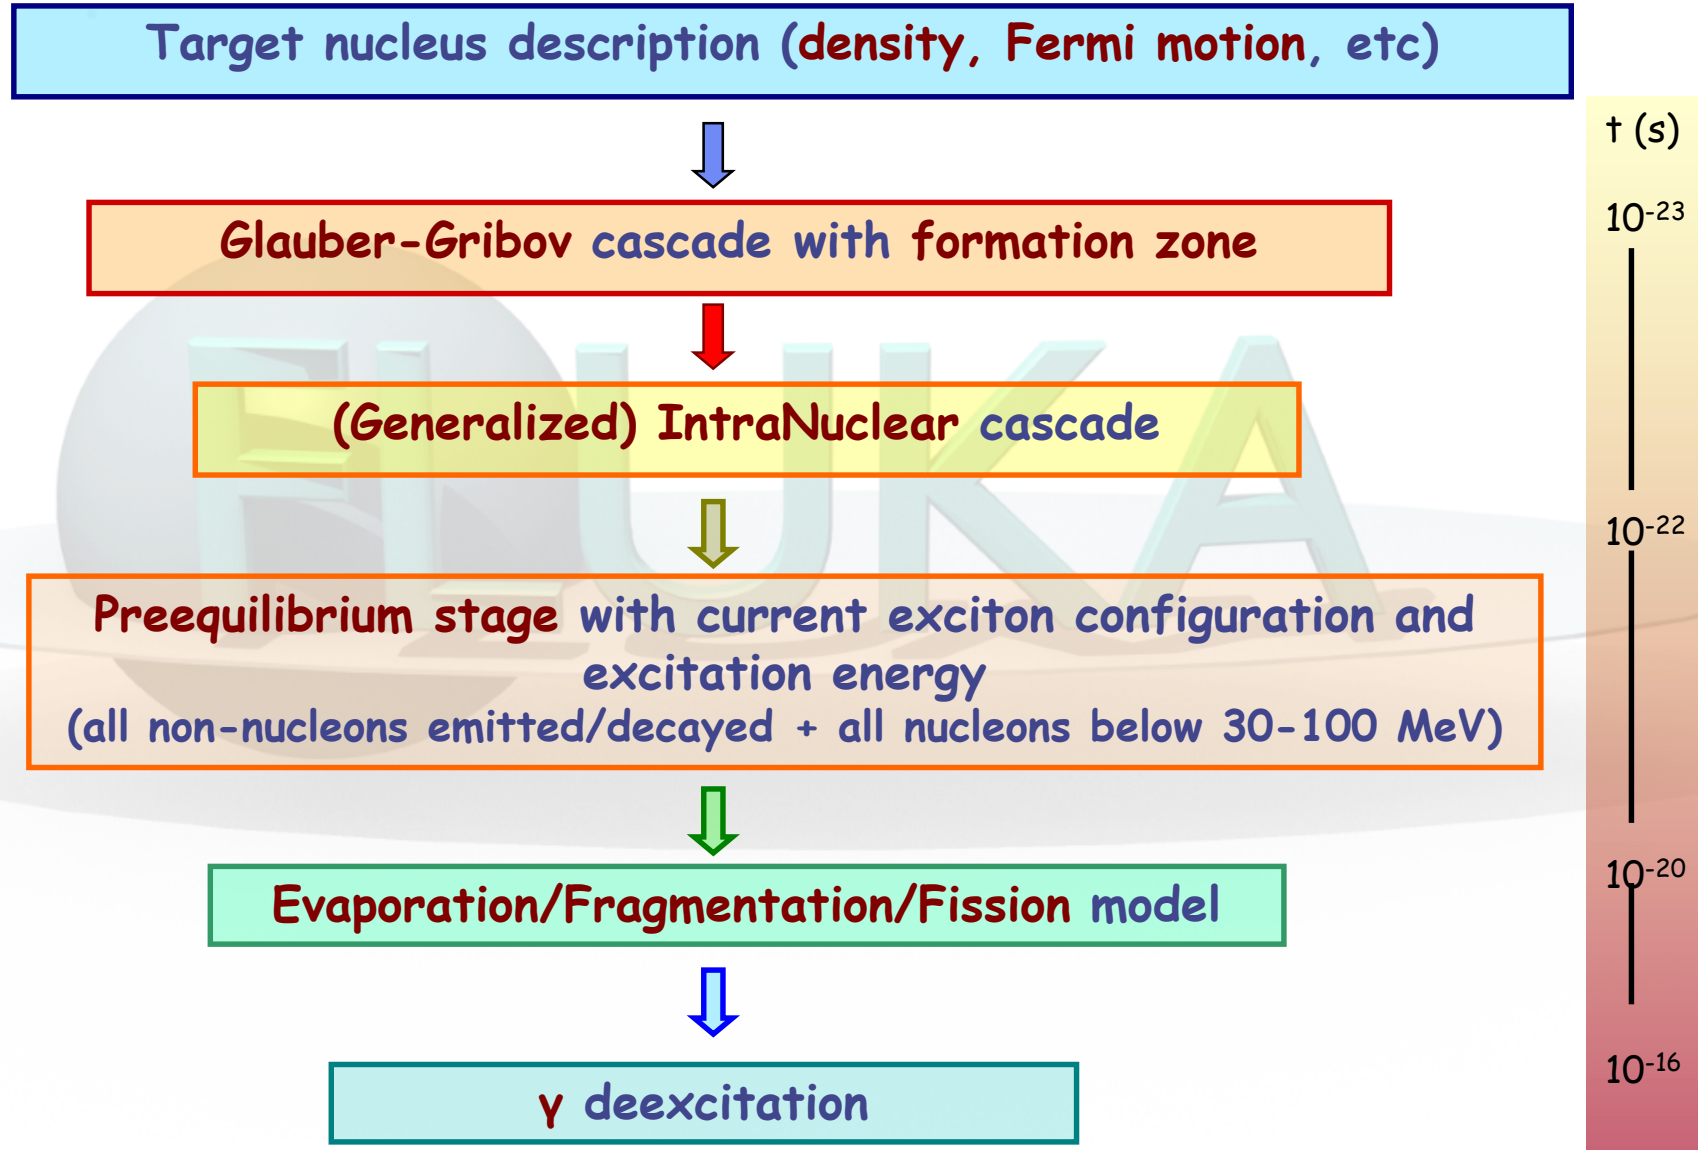 Target nucleus description (density, Fermi motion, etc)
t (s)
10⁻²³
Glauber-Gribov cascade with formation zone
FLUKA
(Generalized) IntraNuclear cascade
10⁻²²
Preequilibrium stage with current exciton configuration and
excitation energy
(all non-nucleons emitted/decayed + all nucleons below 30-100 MeV)
10⁻²⁰
Evaporation/Fragmentation/Fission model
10⁻¹⁶
γ deexcitation